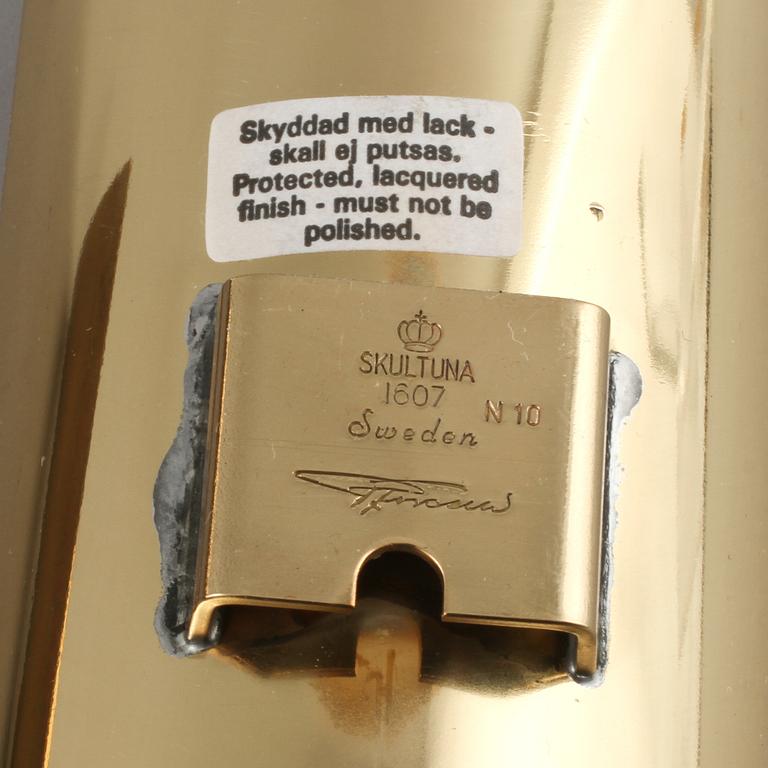 Skyddad med lack -
skall ej putsas.
Protected, lacquered
finish - must not be
polished.
SKULTUNA
1607
N 10
Sweden